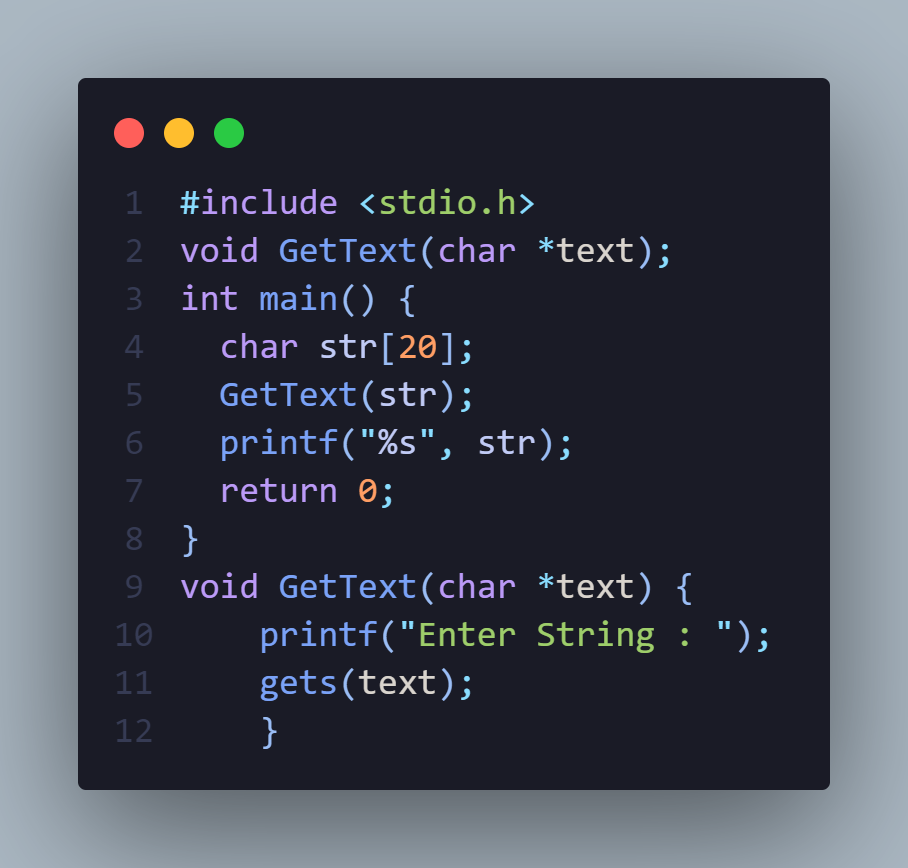 1 #include <stdio.h>
2 void GetText(char *text);
3 int main() {
4   char str[20];
5   GetText(str);
6   printf("%s", str);
7   return 0;
8 }
9 void GetText(char *text) {
10     printf("Enter String : ");
11     gets(text);
12     }